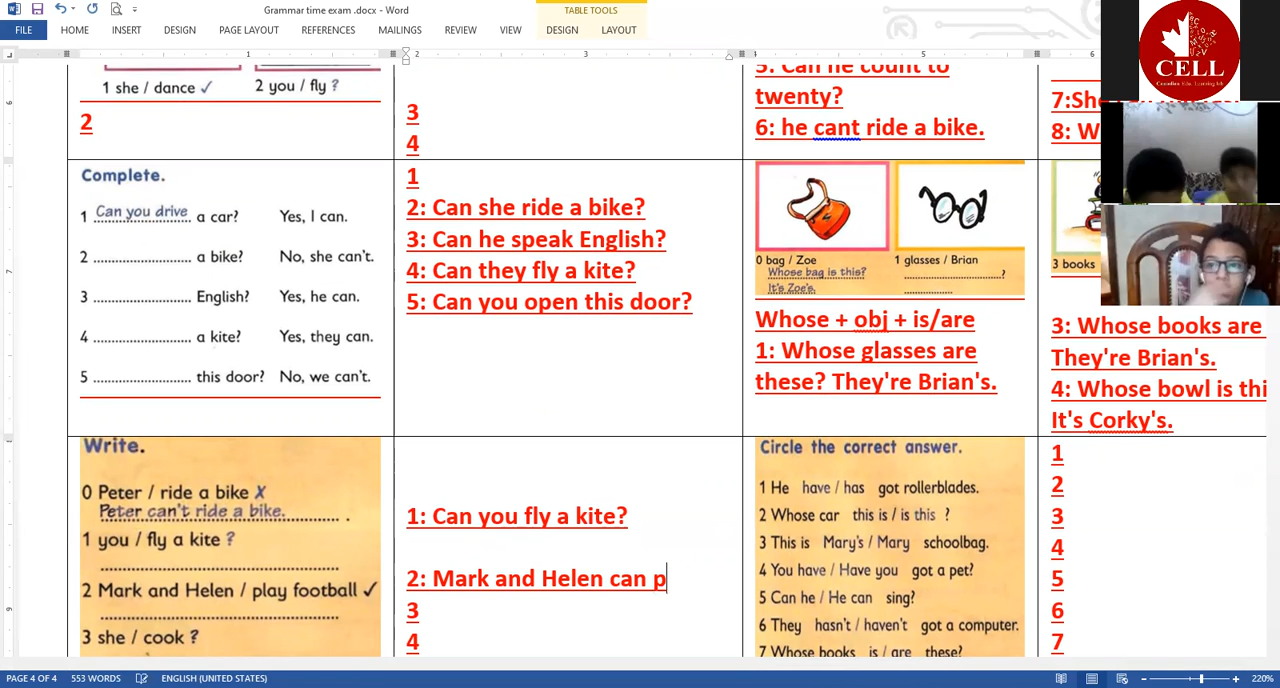 Grammar time exam .docx - Word
TABLE TOOLS
FILE HOME INSERT DESIGN PAGE LAYOUT REFERENCES MAILINGS REVIEW VIEW DESIGN LAYOUT
1 2 3 4 5 6
1 she / dance ✓ 2 you / fly ?
2
3
4
5. Can he count to
twenty?
6: he cant ride a bike.
8: W
CELL
Complete.
1 Can you drive a car? Yes, I can.
2 ............................ a bike? No, she can't.
3 ............................ English? Yes, he can.
4 ............................ a kite? Yes, they can.
5 ............................ this door? No, we can't.
1
2: Can she ride a bike?
3: Can he speak English?
4: Can they fly a kite?
5: Can you open this door?
0 bag / Zoe 1 glasses / Brian
Whose bag is this? ............................?
It's Zoe's. ..............
Whose + obj + is/are
1: Whose glasses are
these? They're Brian's.
3 books
3: Whose books are
They're Brian's.
4: Whose bowl is thi
It's Corky's.
Write.
0 Peter / ride a bike X
Peter can't ride a bike. .
1 you / fly a kite ?
2 Mark and Helen / play football ✓
3 she / cook ?
1: Can you fly a kite?
2: Mark and Helen can p
3
4
Circle the correct answer.
1 He have / has got rollerblades.
2 Whose car this is / is this ?
3 This is Mary's / Mary schoolbag.
4 You have / Have you got a pet?
5 Can he / He can sing?
6 They hasn't / haven't got a computer.
7 Whose books is / are these?
1
2
3
4
5
6
7
PAGE 4 OF 4 553 WORDS ENGLISH (UNITED STATES) 220%